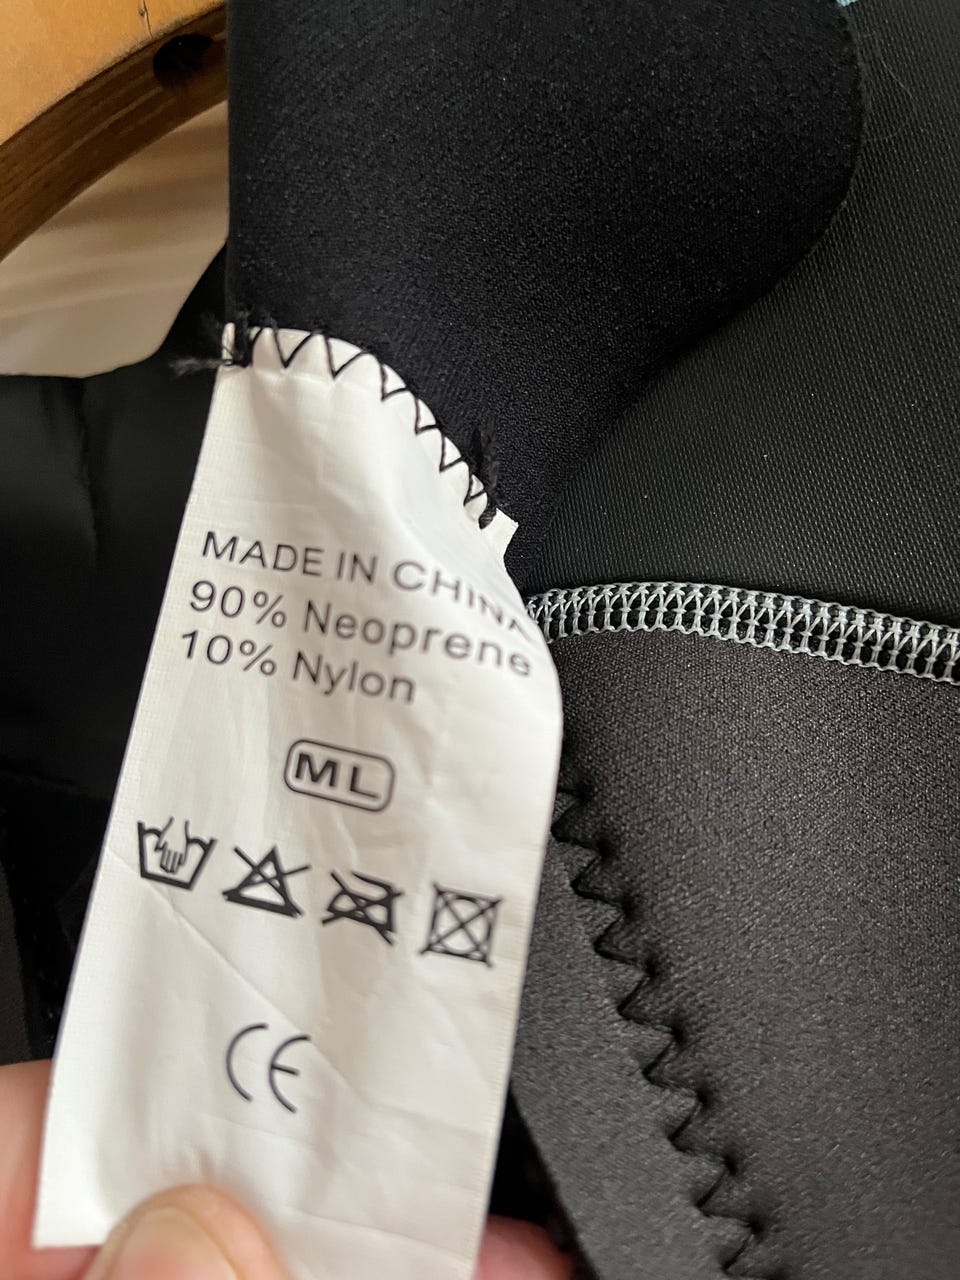 MADE IN CHINA
90% Neoprene
10% Nylon
ML
CE